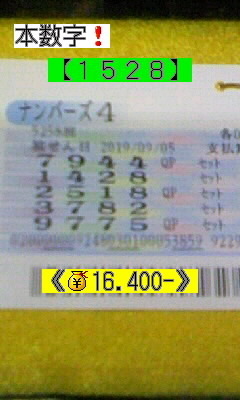 本数字❗
【1528】
ナンバーズ4
5256回
抽せん日 2019/09/05
7944 QP セット
1428 セット
2518 QP セット
3782 セット
9775 QP セット
《16.400-》